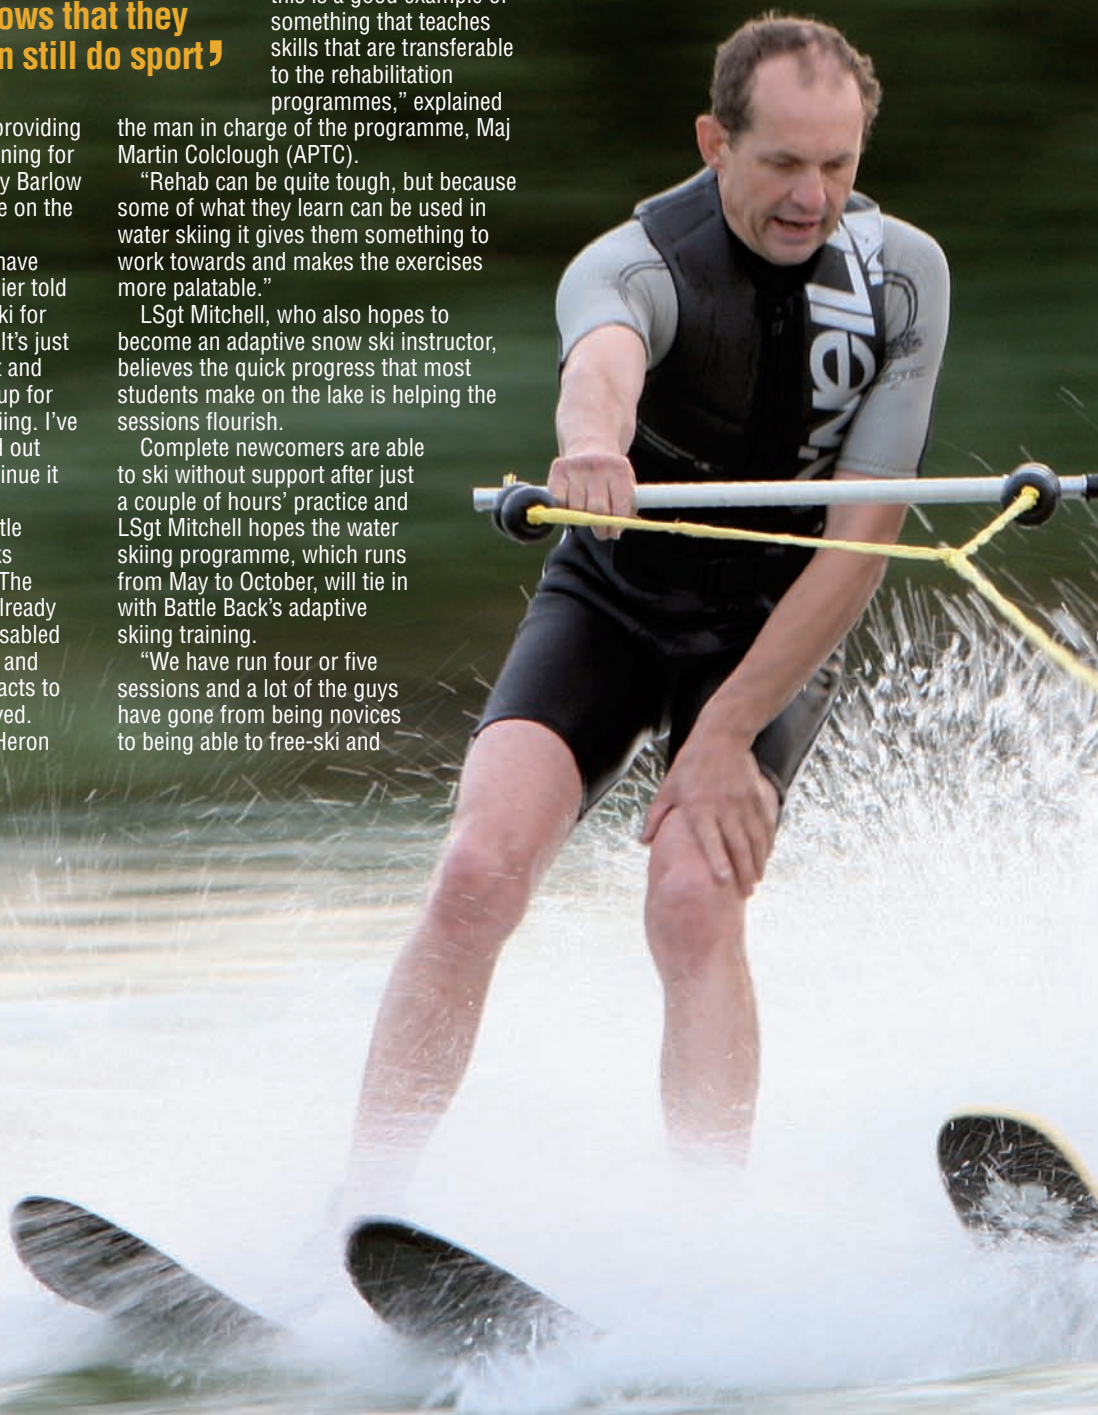 ows that they
n still do sport’
providing
ning for
y Barlow
e on the
have
ier told
ki for
It’s just
t and
up for
iing. I’ve
d out
inue it
tle
ks
The
lready
sabled
and
acts to
ved.
Heron
this is a good example of
something that teaches
skills that are transferable
to the rehabilitation
programmes,” explained
the man in charge of the programme, Maj
Martin Colclough (APTC).
“Rehab can be quite tough, but because
some of what they learn can be used in
water skiing it gives them something to
work towards and makes the exercises
more palatable.”
LSgt Mitchell, who also hopes to
become an adaptive snow ski instructor,
believes the quick progress that most
students make on the lake is helping the
sessions flourish.
Complete newcomers are able
to ski without support after just
a couple of hours’ practice and
LSgt Mitchell hopes the water
skiing programme, which runs
from May to October, will tie in
with Battle Back’s adaptive
skiing training.
“We have run four or five
sessions and a lot of the guys
have gone from being novices
to being able to free-ski and